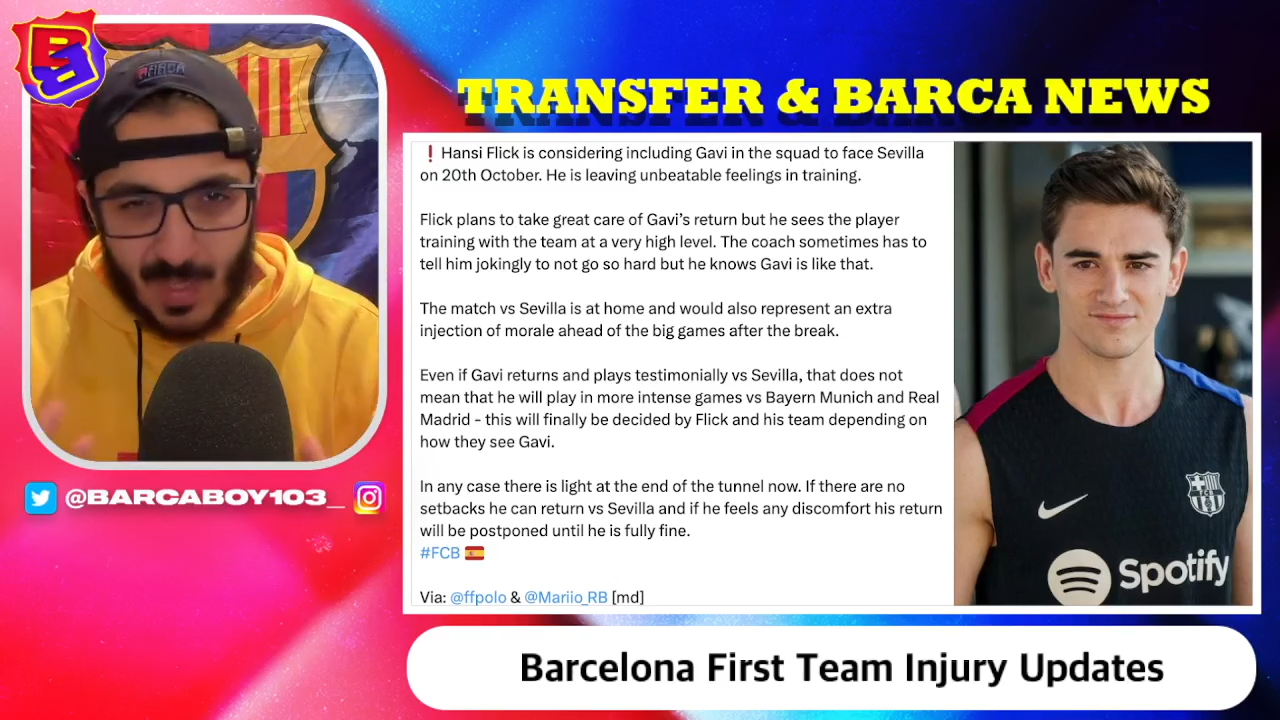 BARCA
TRANSFER & BARCA NEWS
❗ Hansi Flick is considering including Gavi in the squad to face Sevilla
on 20th October. He is leaving unbeatable feelings in training.
Flick plans to take great care of Gavi's return but he sees the player
training with the team at a very high level. The coach sometimes has to
tell him jokingly to not go so hard but he knows Gavi is like that.
The match vs Sevilla is at home and would also represent an extra
injection of morale ahead of the big games after the break.
Even if Gavi returns and plays testimonially vs Sevilla, that does not
mean that he will play in more intense games vs Bayern Munich and Real
Madrid - this will finally be decided by Flick and his team depending on
how they see Gavi.
In any case there is light at the end of the tunnel now. If there are no
setbacks he can return vs Sevilla and if he feels any discomfort his return
will be postponed until he is fully fine.
#FCB 🇪🇸
Via: @ffpolo & @Mariio_RB [md]
Spotify
@BARCABOY103_
Barcelona First Team Injury Updates